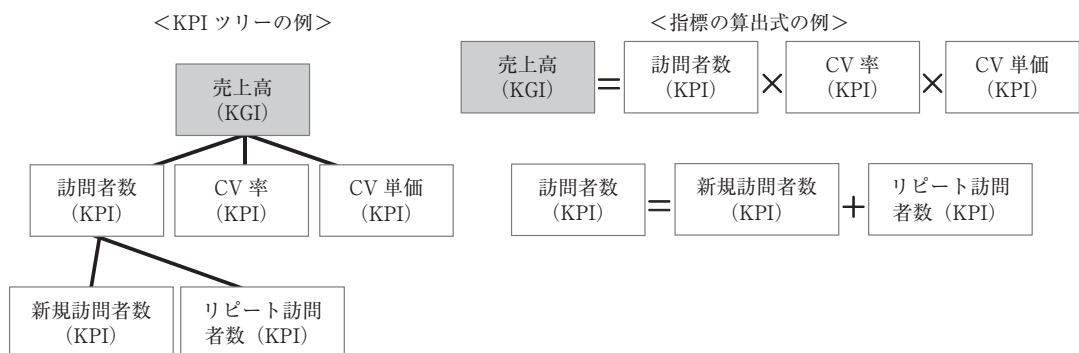 <KPI ツリーの例>
売上高
(KGI)
訪問者数
(KPI)
CV 率
(KPI)
CV 単価
(KPI)
新規訪問者数
(KPI)
リピート訪問
者数(KPI)
<指標の算出式の例>
売上高
(KGI)
=
訪問者数
(KPI)
×
CV 率
(KPI)
×
CV 単価
(KPI)
訪問者数
(KPI)
=
新規訪問者数
(KPI)
+
リピート訪問
者数(KPI)